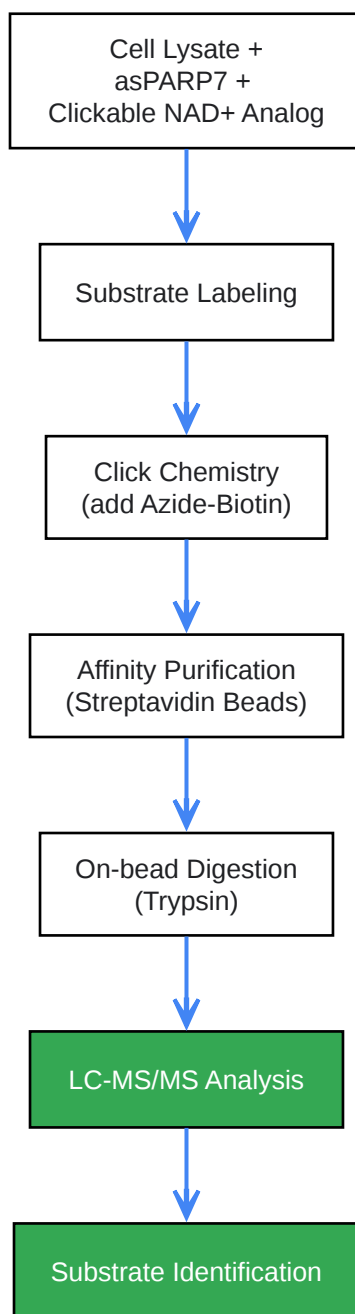 Cell Lysate +
asPARP7 +
Clickable NAD+ Analog
Substrate Labeling
Click Chemistry
(add Azide-Biotin)
Affinity Purification
(Streptavidin Beads)
On-bead Digestion
(Trypsin)
LC-MS/MS Analysis
Substrate Identification